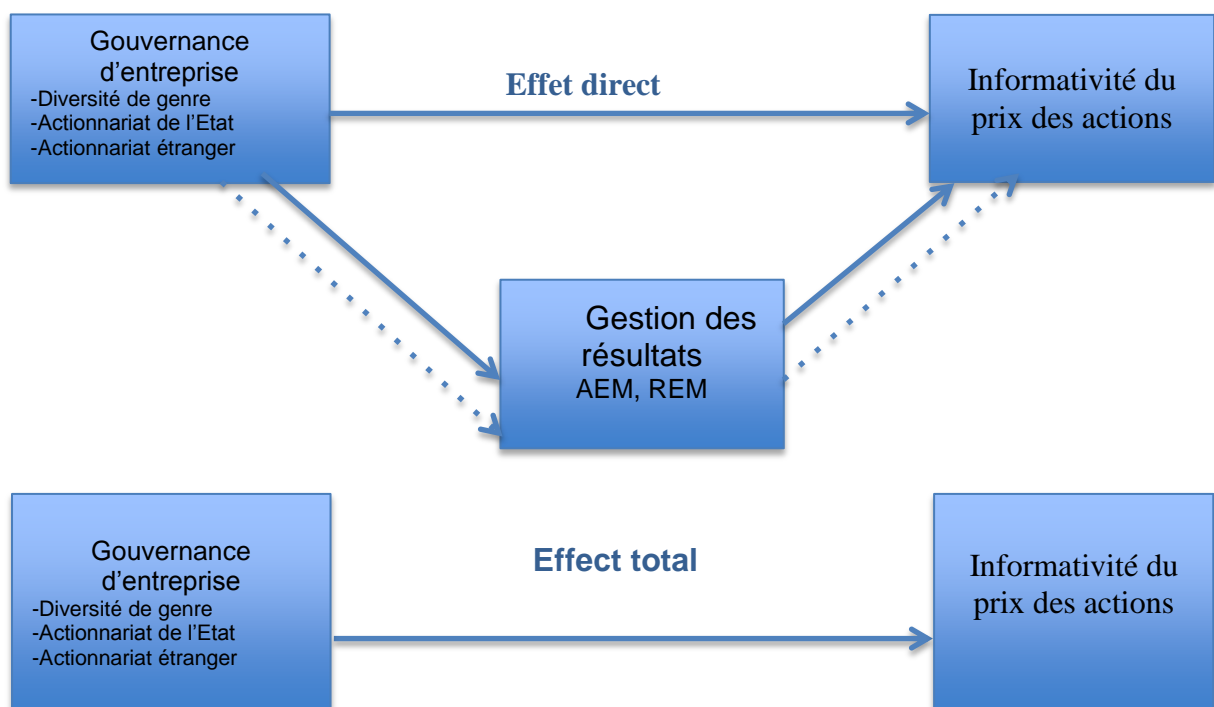 Gouvernance
d’entreprise
-Diversité de genre
-Actionnariat de l’Etat
-Actionnariat étranger
Effet direct
Informativité du
prix des actions
Gestion des
résultats
AEM, REM
Gouvernance
d’entreprise
-Diversité de genre
-Actionnariat de l’Etat
-Actionnariat étranger
Effect total
Informativité du
prix des actions